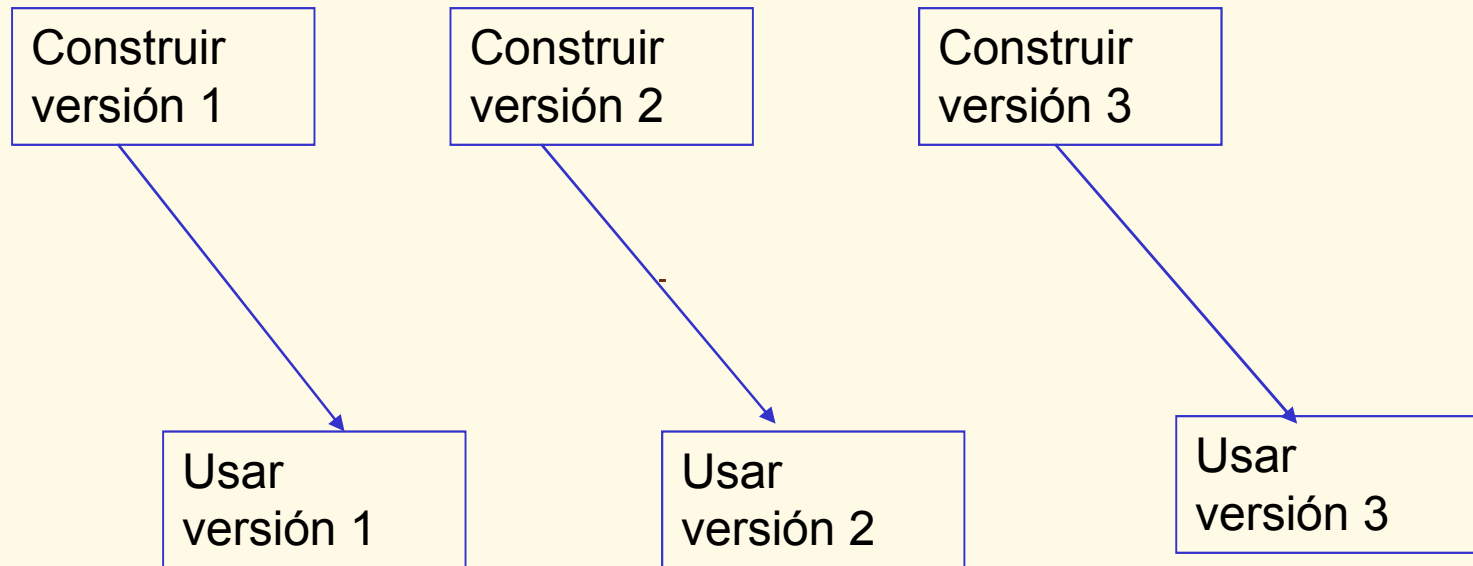 Construir
versión 1
Construir
versión 2
Construir
versión 3
Usar
versión 1
Usar
versión 2
Usar
versión 3